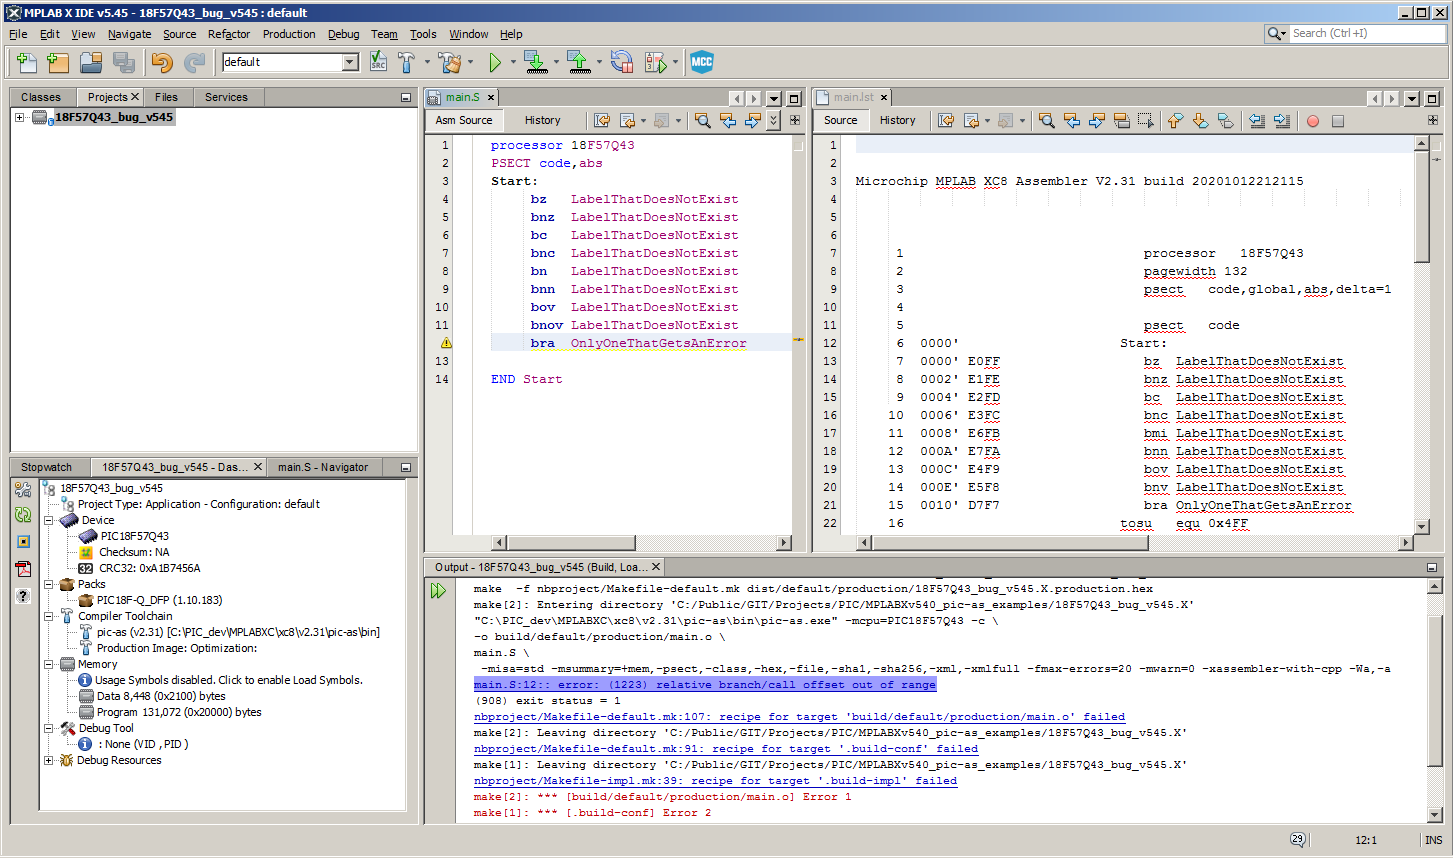 MPLAB X IDE v5.45 - 18F57Q43_bug_v545 : default
File Edit View Navigate Source Refactor Production Debug Team Tools Window Help
Search (Ctrl+I)
default
SRC
MCC
Classes Projects Files Services
18F57Q43_bug_v545
main.S
Asm Source History
1 processor 18F57Q43
2 PSECT code,abs
3 Start:
4 bz LabelThatDoesNotExist
5 bnz LabelThatDoesNotExist
6 bc LabelThatDoesNotExist
7 bnc LabelThatDoesNotExist
8 bn LabelThatDoesNotExist
9 bnn LabelThatDoesNotExist
10 bov LabelThatDoesNotExist
11 bnov LabelThatDoesNotExist
bra OnlyOneThatGetsAnError
13
14 END Start
main.lst
Source History
1
2
3 Microchip MPLAB XC8 Assembler V2.31 build 20201012212115
4
5
6
7 1 processor 18F57Q43
8 2 pagewidth 132
9 3 psect code,global,abs,delta=1
10 4
11 5 psect code
12 6 0000' Start:
13 7 0000' E0FF bz LabelThatDoesNotExist
14 8 0002' E1FE bnz LabelThatDoesNotExist
15 9 0004' E2FD bc LabelThatDoesNotExist
16 10 0006' E3FC bnc LabelThatDoesNotExist
17 11 0008' E6FB bmi LabelThatDoesNotExist
18 12 000A' E7FA bnn LabelThatDoesNotExist
19 13 000C' E4F9 bov LabelThatDoesNotExist
20 14 000E' E5F8 bnv LabelThatDoesNotExist
21 15 0010' D7F7 bra OnlyOneThatGetsAnError
22 16 tosu equ 0x4FF
Stopwatch 18F57Q43_bug_v545 - Das... main.S - Navigator
18F57Q43_bug_v545
Project Type: Application - Configuration: default
Device
PIC18F57Q43
Checksum: NA
CRC32: 0xA1B7456A
Packs
PIC18F-Q_DFP (1.10.183)
Compiler Toolchain
pic-as (v2.31) [C:\PIC_dev\MPLABXC\xc8\v2.31\pic-as\bin]
Production Image: Optimization:
Memory
Usage Symbols disabled. Click to enable Load Symbols.
Data 8,448 (0x2100) bytes
Program 131,072 (0x20000) bytes
Debug Tool
: None (VID , PID )
Debug Resources
Output - 18F57Q43_bug_v545 (Build, Loa...
make -f nbproject/Makefile-default.mk dist/default/production/18F57Q43_bug_v545.X.production.hex
make[2]: Entering directory 'C:/Public/GIT/Projects/PIC/MPLABXv540_pic-as_examples/18F57Q43_bug_v545.X'
"C:\PIC_dev\MPLABXC\xc8\v2.31\pic-as\bin\pic-as.exe" -mcpu=PIC18F57Q43 -c \
-o build/default/production/main.o \
main.S \
-misa=std -msummary=+mem,-psect,-class,-hex,-file,-sha1,-sha256,-xml,-xmlfull -fmax-errors=20 -mwarn=0 -xassembler-with-cpp -Wa,-a
main.S:12:: error: (1223) relative branch/call offset out of range
(908) exit status = 1
nbproject/Makefile-default.mk:107: recipe for target 'build/default/production/main.o' failed
make[2]: Leaving directory 'C:/Public/GIT/Projects/PIC/MPLABXv540_pic-as_examples/18F57Q43_bug_v545.X'
nbproject/Makefile-default.mk:91: recipe for target '.build-conf' failed
make[1]: Leaving directory 'C:/Public/GIT/Projects/PIC/MPLABXv540_pic-as_examples/18F57Q43_bug_v545.X'
nbproject/Makefile-impl.mk:39: recipe for target '.build-impl' failed
make[2]: *** [build/default/production/main.o] Error 1
make[1]: *** [.build-conf] Error 2
29 12:1 INS